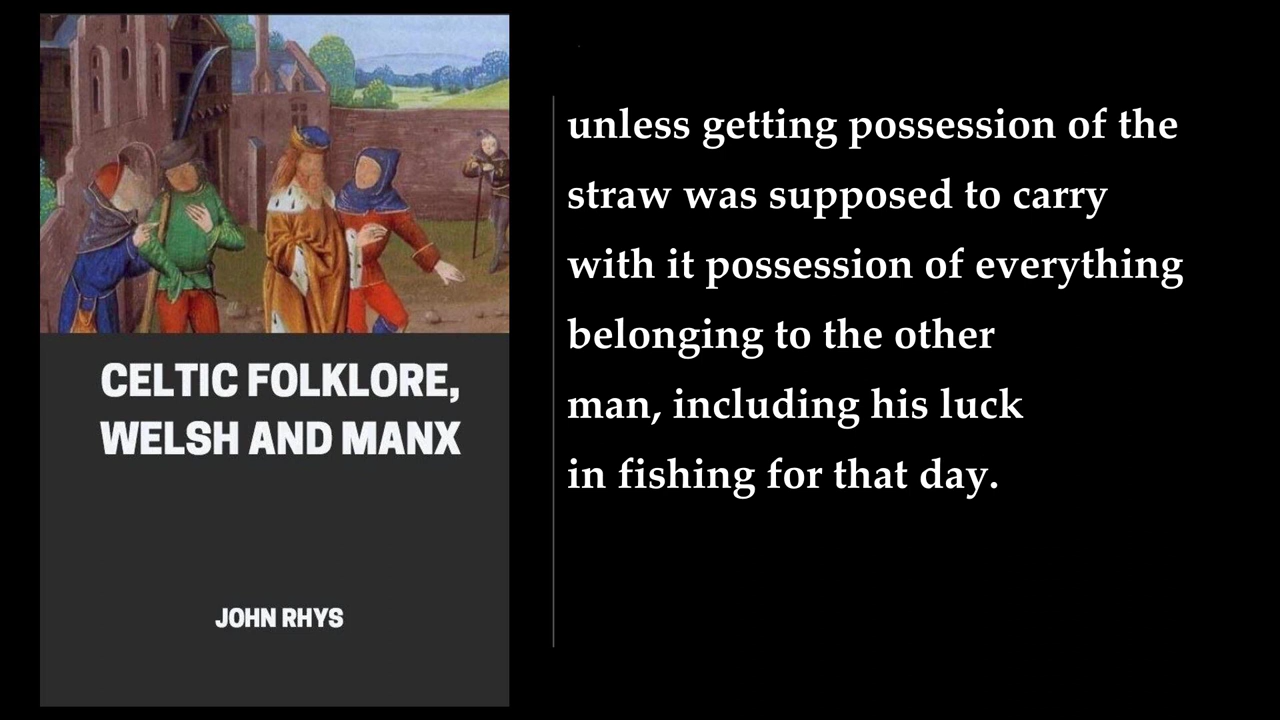 CELTIC FOLKLORE,
WELSH AND MANX
JOHN RHYS
unless getting possession of the
straw was supposed to carry
with it possession of everything
belonging to the other
man, including his luck
in fishing for that day.